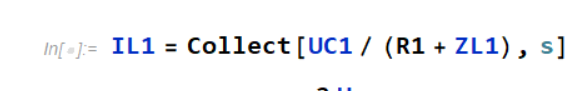 In[•]:= IL1 = Collect[UC1 / (R1 + ZL1), s]